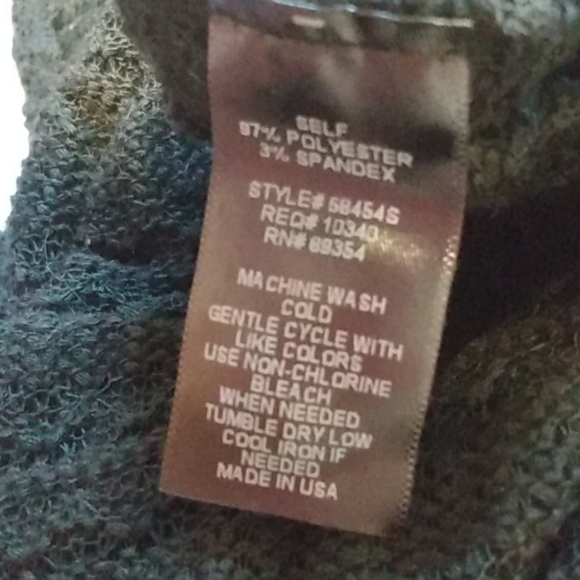 SELF
97% POLYESTER
3% SPANDEX
STYLE# 58454S
REQ# 10340
RN# 89354
MACHINE WASH
COLD
GENTLE CYCLE WITH
LIKE COLORS
USE NON-CHLORINE
BLEACH
WHEN NEEDED
TUMBLE DRY LOW
COOL IRON IF
NEEDED
MADE IN USA